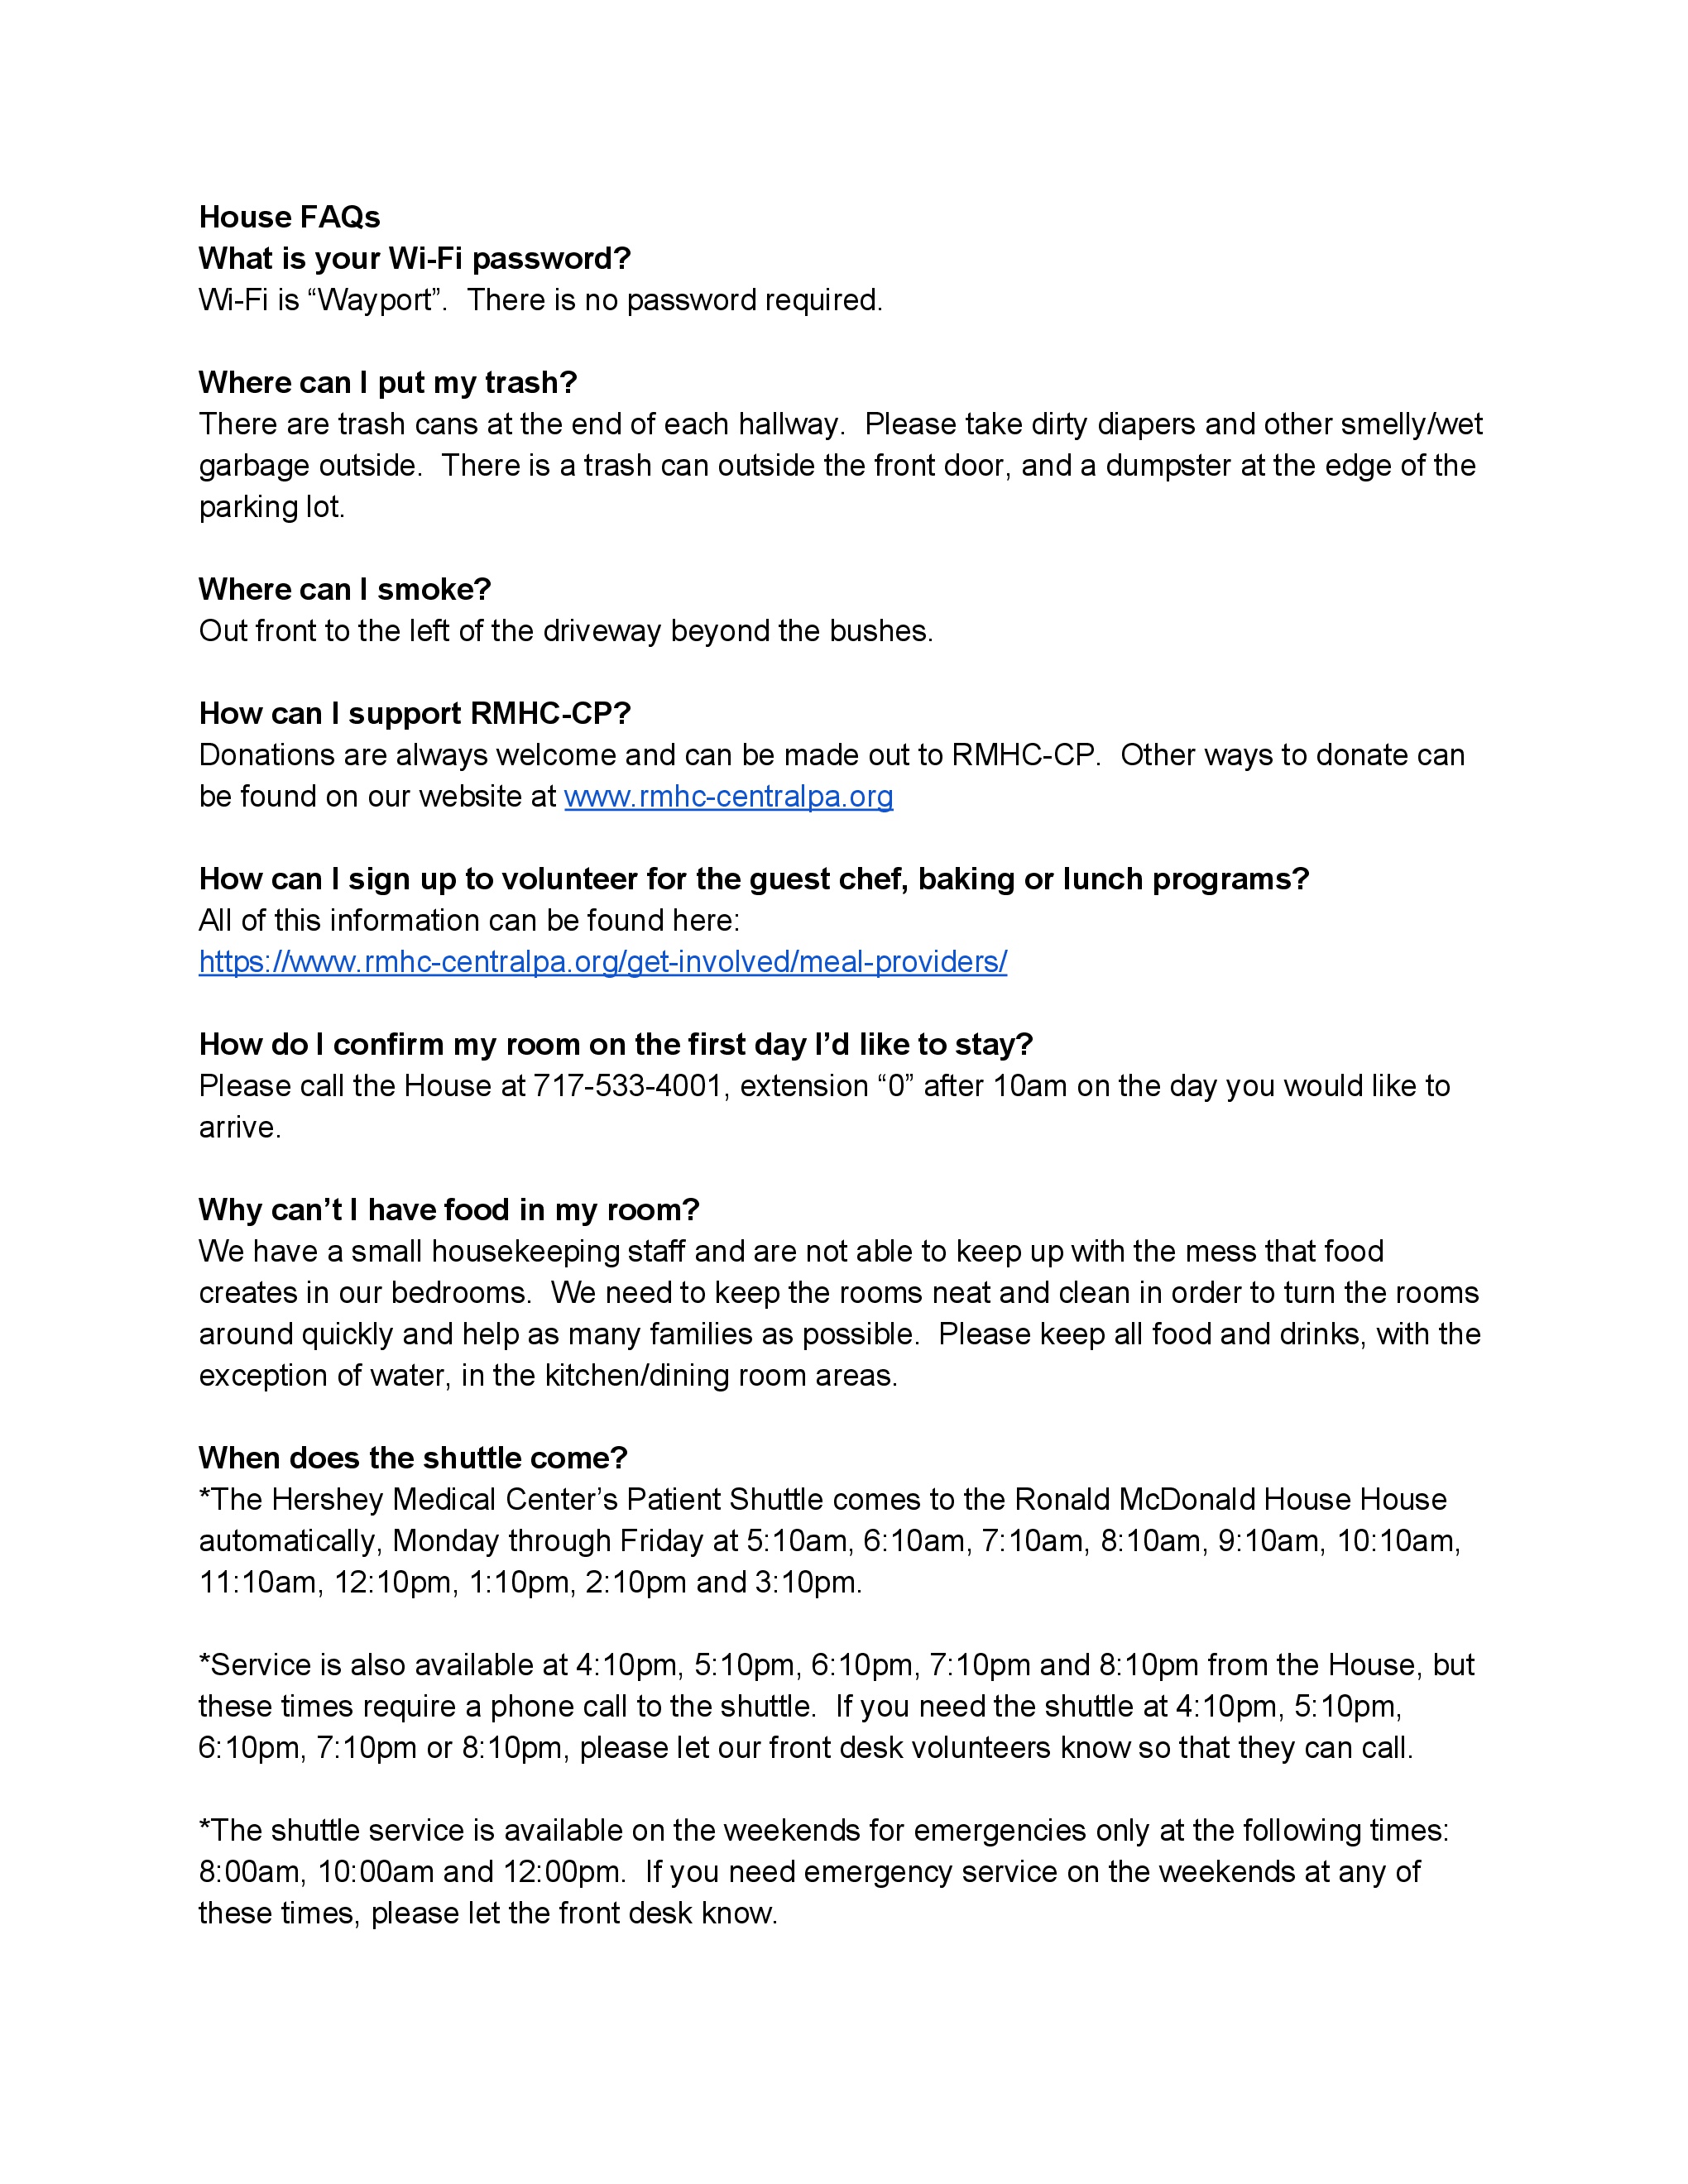 House FAQs
What is your Wi-Fi password?
Wi-Fi is “Wayport”.  There is no password required.
Where can I put my trash?
There are trash cans at the end of each hallway.  Please take dirty diapers and other smelly/wet
garbage outside.  There is a trash can outside the front door, and a dumpster at the edge of the
parking lot.
Where can I smoke?
Out front to the left of the driveway beyond the bushes.
How can I support RMHC-CP?
Donations are always welcome and can be made out to RMHC-CP.  Other ways to donate can
be found on our website at www.rmhc-centralpa.org
How can I sign up to volunteer for the guest chef, baking or lunch programs?
All of this information can be found here:
https://www.rmhc-centralpa.org/get-involved/meal-providers/
How do I confirm my room on the first day I’d like to stay?
Please call the House at 717-533-4001, extension “0” after 10am on the day you would like to
arrive.
Why can’t I have food in my room?
We have a small housekeeping staff and are not able to keep up with the mess that food
creates in our bedrooms.  We need to keep the rooms neat and clean in order to turn the rooms
around quickly and help as many families as possible.  Please keep all food and drinks, with the
exception of water, in the kitchen/dining room areas.
When does the shuttle come?
*The Hershey Medical Center’s Patient Shuttle comes to the Ronald McDonald House House
automatically, Monday through Friday at 5:10am, 6:10am, 7:10am, 8:10am, 9:10am, 10:10am,
11:10am, 12:10pm, 1:10pm, 2:10pm and 3:10pm.
*Service is also available at 4:10pm, 5:10pm, 6:10pm, 7:10pm and 8:10pm from the House, but
these times require a phone call to the shuttle.  If you need the shuttle at 4:10pm, 5:10pm,
6:10pm, 7:10pm or 8:10pm, please let our front desk volunteers know so that they can call.
*The shuttle service is available on the weekends for emergencies only at the following times:
8:00am, 10:00am and 12:00pm.  If you need emergency service on the weekends at any of
these times, please let the front desk know.